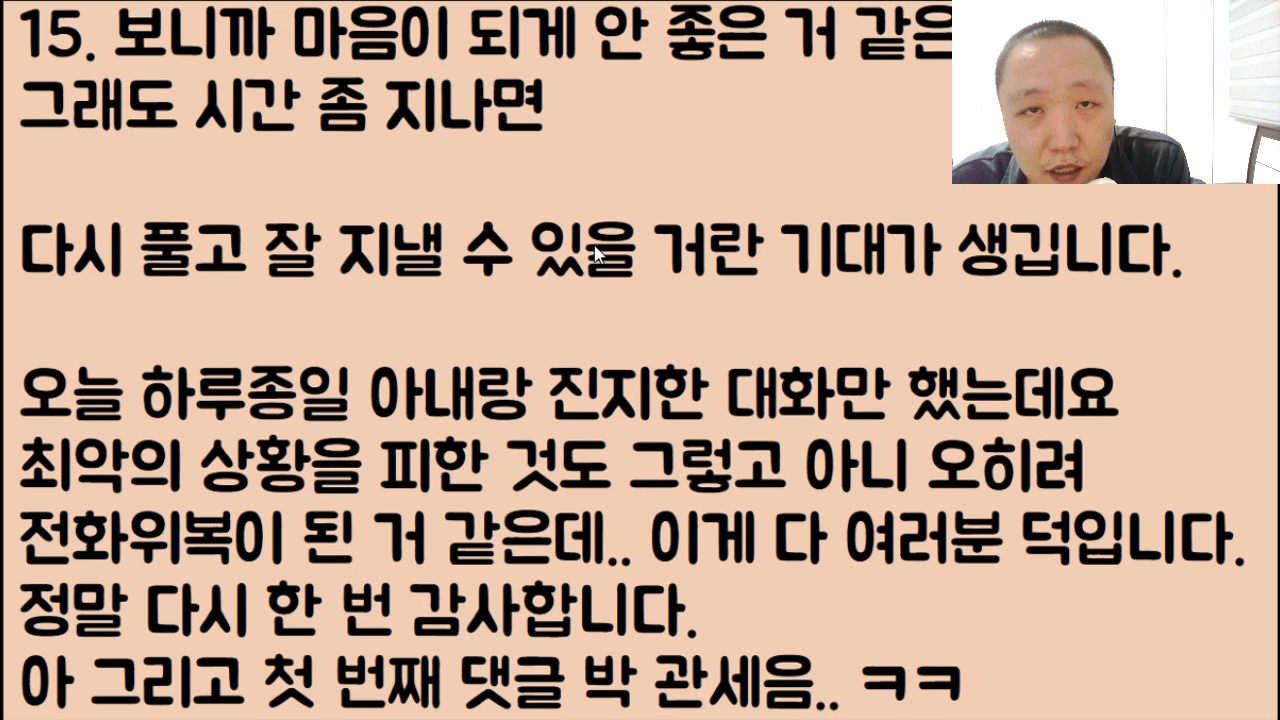 15. 보니까 마음이 되게 안 좋은 거 같은
그래도 시간 좀 지나면
다시 풀고 잘 지낼 수 있을 거란 기대가 생깁니다.
오늘 하루종일 아내랑 진지한 대화만 했는데요
최악의 상황을 피한 것도 그렇고 아니 오히려
전화위복이 된 거 같은데.. 이게 다 여러분 덕입니다.
정말 다시 한 번 감사합니다.
아 그리고 첫 번째 댓글 박 관세음.. ㅋㅋ